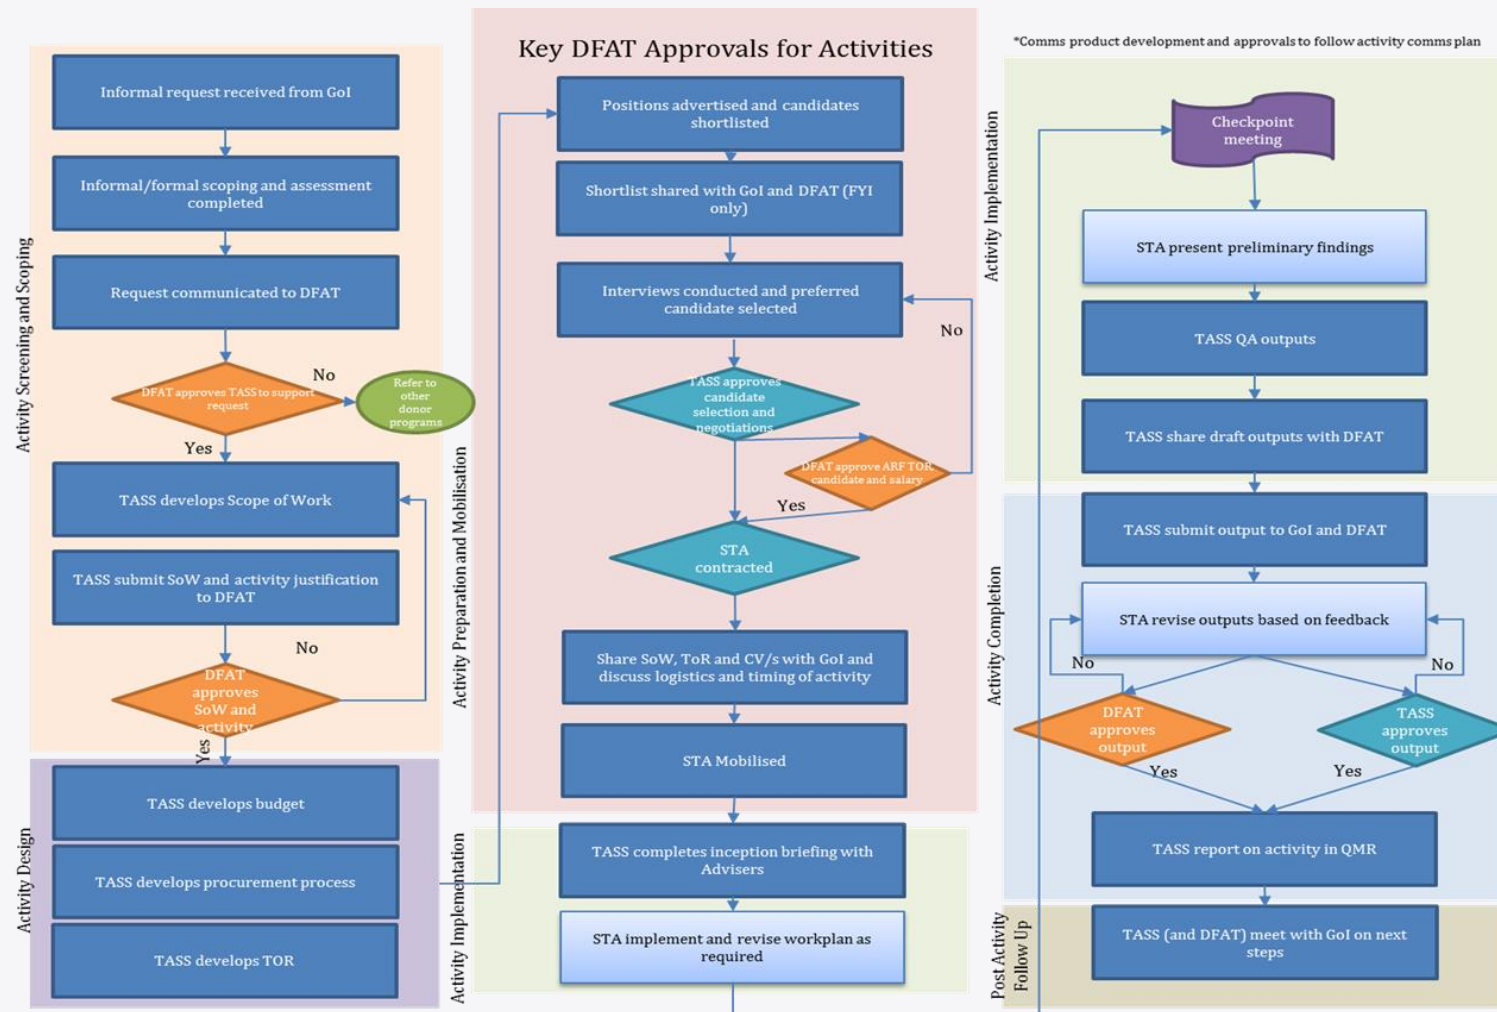 Key DFAT Approvals for Activities
*Comms product development and approvals to follow activity comms plan
Activity Screening and Scoping
Informal request received from GoI
Informal/formal scoping and assessment
completed
Request communicated to DFAT
DFAT approves TASS to support
request
No
Refer to
other
donor
programs
Yes
TASS develops Scope of Work
TASS submit SoW and activity justification
to DFAT
No
DFAT
approves
SoW and
activity
Yes
Activity Design
TASS develops budget
TASS develops procurement process
TASS develops TOR
Activity Preparation and Mobilisation
Positions advertised and candidates
shortlisted
Shortlist shared with GoI and DFAT (FYI
only)
Interviews conducted and preferred
candidate selected
No
TASS approves
candidate
selection and
negotiations
DFAT approve ARF TOR,
candidate and salary
Yes
STA
contracted
Share SoW, ToR and CV/s with GoI and
discuss logistics and timing of activity
STA Mobilised
Activity Implementation
TASS completes inception briefing with
Advisers
STA implement and revise workplan as
required
Activity Implementation
Checkpoint
meeting
STA present preliminary findings
TASS QA outputs
TASS share draft outputs with DFAT
Activity Completion
TASS submit output to GoI and DFAT
STA revise outputs based on feedback
No
No
DFAT
approves
output
TASS
approves
output
Yes
Yes
TASS report on activity in QMR
Post Activity
Follow Up
TASS (and DFAT) meet with GoI on next
steps